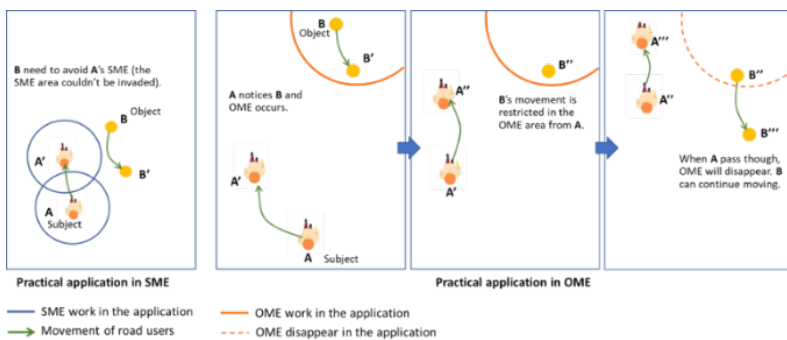 B need to avoid A's SME (the
SME area couldn't be invaded).
B
Object
A'
B'
A
Subject
Practical application in SME
B
Object
B'
A notices B and
OME occurs.
A'
A
Subject
B''
A''
B's movement is
restricted in the
OME area from A.
A'
A'''
B''
A''
B'''
When A pass though,
OME will disappear. B
can continue moving.
Practical application in OME
SME work in the application
OME work in the application
Movement of road users
OME disappear in the application